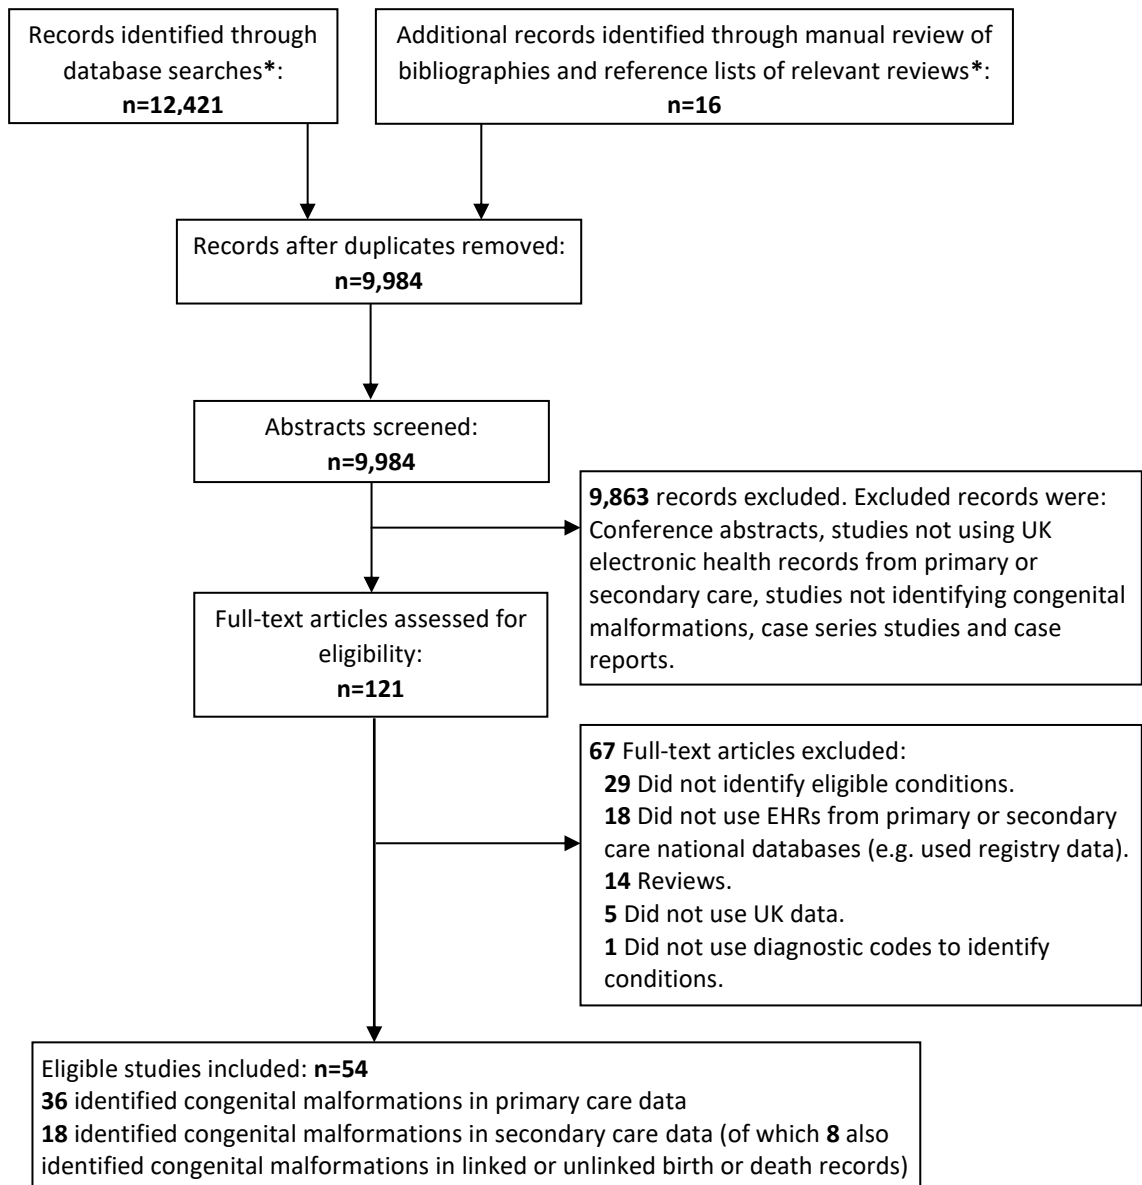 Records identified through
database searches*:
n=12,421
Additional records identified through manual review of
bibliographies and reference lists of relevant reviews*:
n=16
Records after duplicates removed:
n=9,984
Abstracts screened:
n=9,984
9,863 records excluded. Excluded records were:
Conference abstracts, studies not using UK
electronic health records from primary or
secondary care, studies not identifying congenital
malformations, case series studies and case
reports.
Full-text articles assessed for
eligibility:
n=121
67 Full-text articles excluded:
29 Did not identify eligible conditions.
18 Did not use EHRs from primary or secondary
care national databases (e.g. used registry data).
14 Reviews.
5 Did not use UK data.
1 Did not use diagnostic codes to identify
conditions.
Eligible studies included: n=54
36 identified congenital malformations in primary care data
18 identified congenital malformations in secondary care data (of which 8 also
identified congenital malformations in linked or unlinked birth or death records)